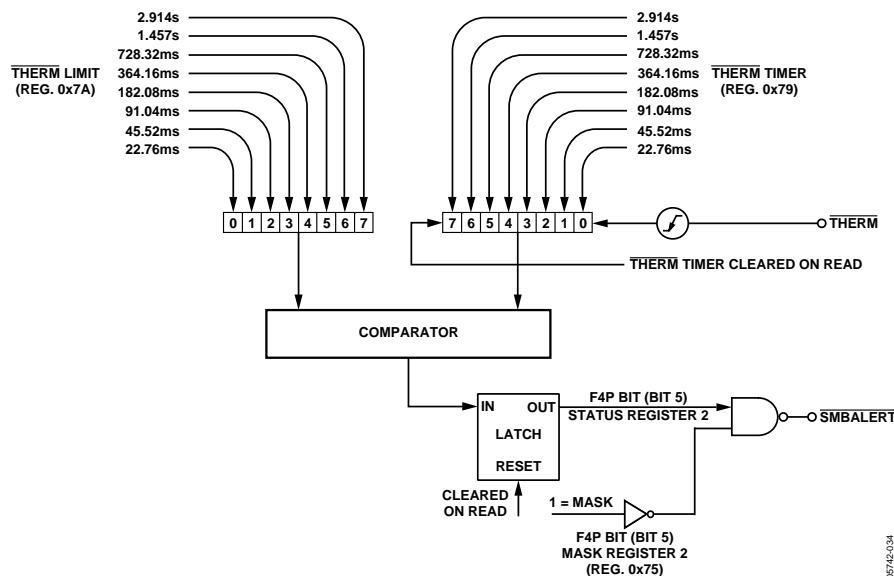 2.914s
1.457s
728.32ms
364.16ms
182.08ms
91.04ms
45.52ms
22.76ms
THERM LIMIT
(REG. 0x7A)
2.914s
1.457s
728.32ms
364.16ms
182.08ms
91.04ms
45.52ms
22.76ms
THERM TIMER
(REG. 0x79)
0 1 2 3 4 5 6 7
7 6 5 4 3 2 1 0
THERM
THERM TIMER CLEARED ON READ
COMPARATOR
IN OUT
LATCH
RESET
F4P BIT (BIT 5)
STATUS REGISTER 2
SMBALERT
CLEARED
ON READ
1 = MASK
F4P BIT (BIT 5)
MASK REGISTER 2
(REG. 0x75)
05742-034